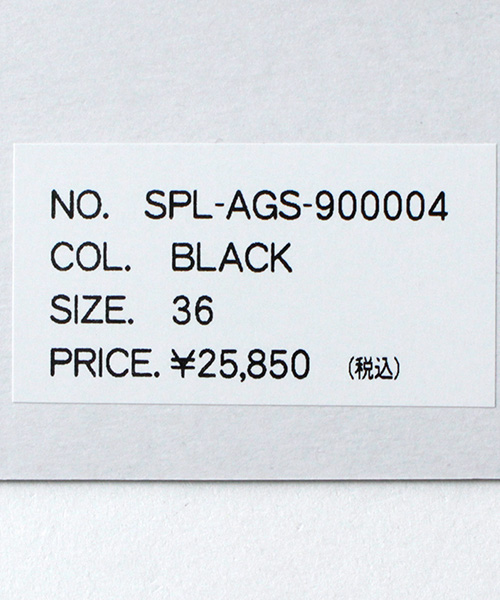 NO. SPL-AGS-900004
COL. BLACK
SIZE. 36
PRICE. ¥25,850 (税込)